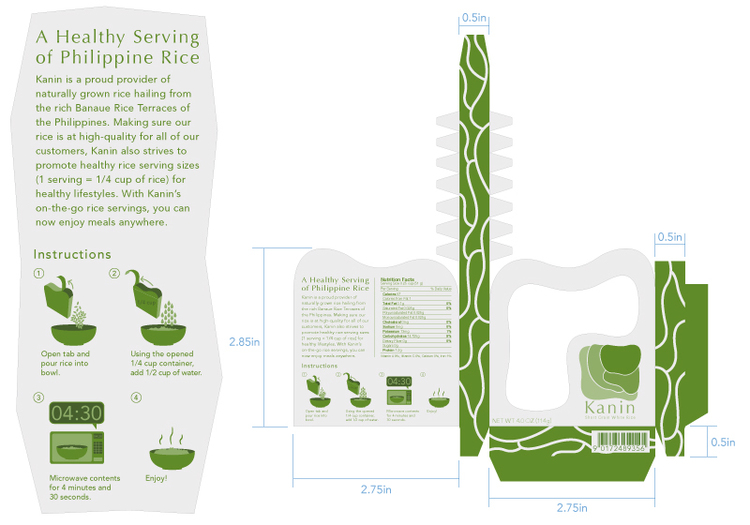 A Healthy Serving
of Philippine Rice
Kanin is a proud provider of
naturally grown rice hailing from
the rich Banaue Rice Terraces of
the Philippines. Making sure our
rice is at high-quality for all of our
customers, Kanin also strives to
promote healthy rice serving sizes
(1 serving = 1/4 cup of rice) for
healthy lifestyles. With Kanin's
on-the-go rice servings, you can
now enjoy meals anywhere.
Instructions
1
2
Open tab and
pour rice into
bowl.
Using the opened
1/4 cup container,
add 1/2 cup of water.
3
4
04:30
Microwave contents
for 4 minutes and
30 seconds.
Enjoy!
0.5in
2.85in
2.75in
A Healthy Serving
of Philippine Rice
Kanin is a proud provider of
naturally grown rice hailing from
the rich Banaue Rice Terraces of
the Philippines. Making sure our
rice is at high-quality for all of our
customers, Kanin also strives to
promote healthy rice serving sizes
(1 serving = 1/4 cup of rice) for
healthy lifestyles. With Kanin's
on-the-go rice servings, you can
now enjoy meals anywhere.
Nutrition Facts
Instructions
04:30
Open tab and
pour rice into
bowl.
Using the opened
1/4 cup container,
add 1/2 cup of water.
Microwave contents
for 4 minutes and
30 seconds.
Enjoy!
Kanin
NET WT 4.0 OZ (114g)
9 0172489356
0.5in
0.5in
2.75in